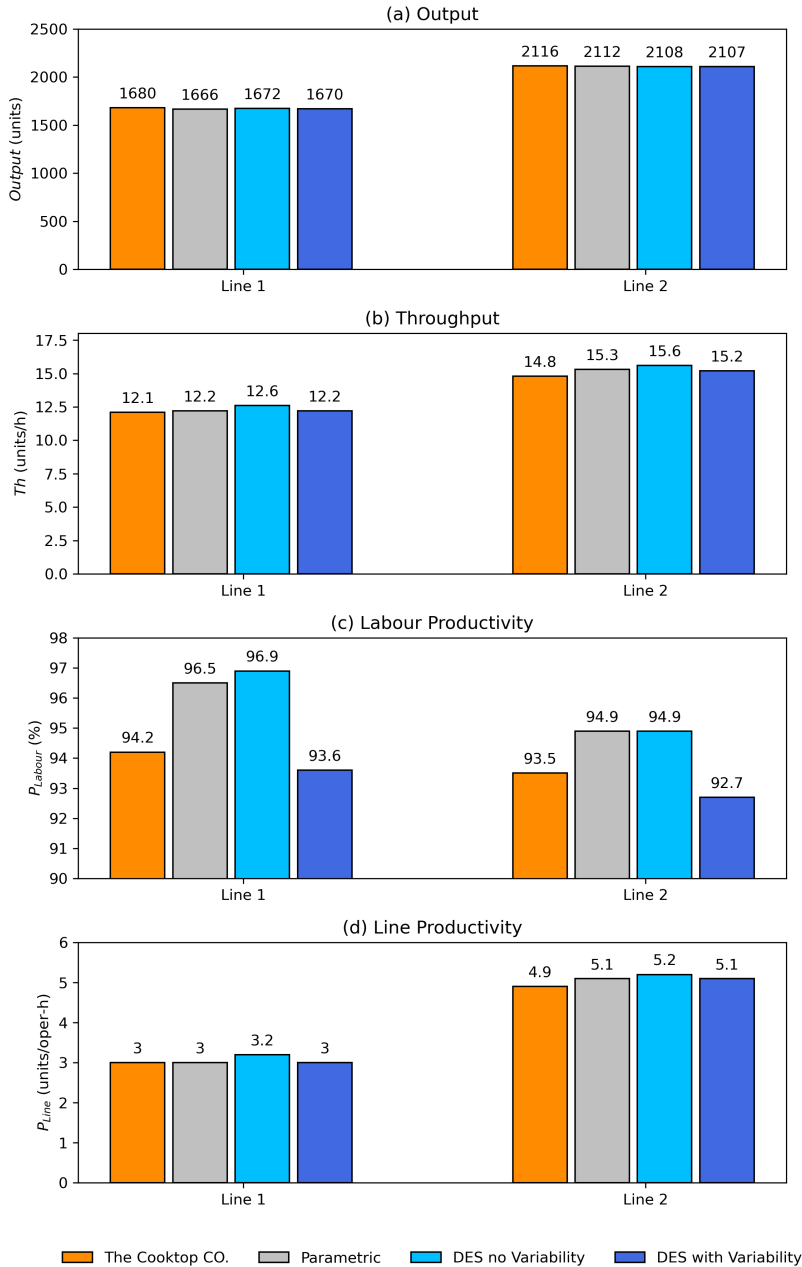 (a) Output
Output (units)
2500
2000
1500
1000
500
0
1680 1666 1672 1670
2116 2112 2108 2107
Line 1 Line 2
(b) Throughput
Th (units/h)
17.5
15.0
12.5
10.0
7.5
5.0
2.5
0.0
12.1 12.2 12.6 12.2
14.8 15.3 15.6 15.2
Line 1 Line 2
(c) Labour Productivity
P_Labour (%)
98
97
96
95
94
93
92
91
90
94.2 96.5 96.9 93.6
93.5 94.9 94.9 92.7
Line 1 Line 2
(d) Line Productivity
P_Line (units/oper-h)
6
5
4
3
2
1
0
3 3 3.2 3
4.9 5.1 5.2 5.1
Line 1 Line 2
The Cooktop CO. Parametric DES no Variability DES with Variability